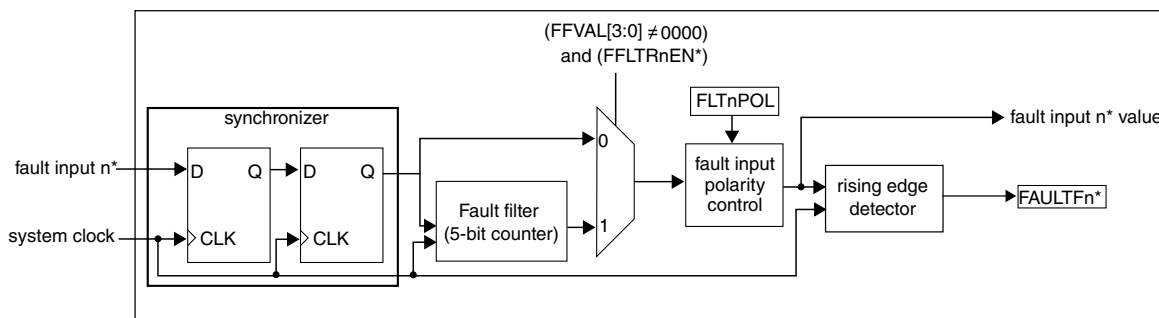 (FFVAL[3:0] ≠ 0000)
and (FFLTRnEN*)
FLTnPOL
synchronizer
fault input n* value
0
fault input n*
D
Q
D
Q
fault input
polarity
control
rising edge
detector
FAULTFn*
Fault filter
(5-bit counter)
1
system clock
CLK
CLK